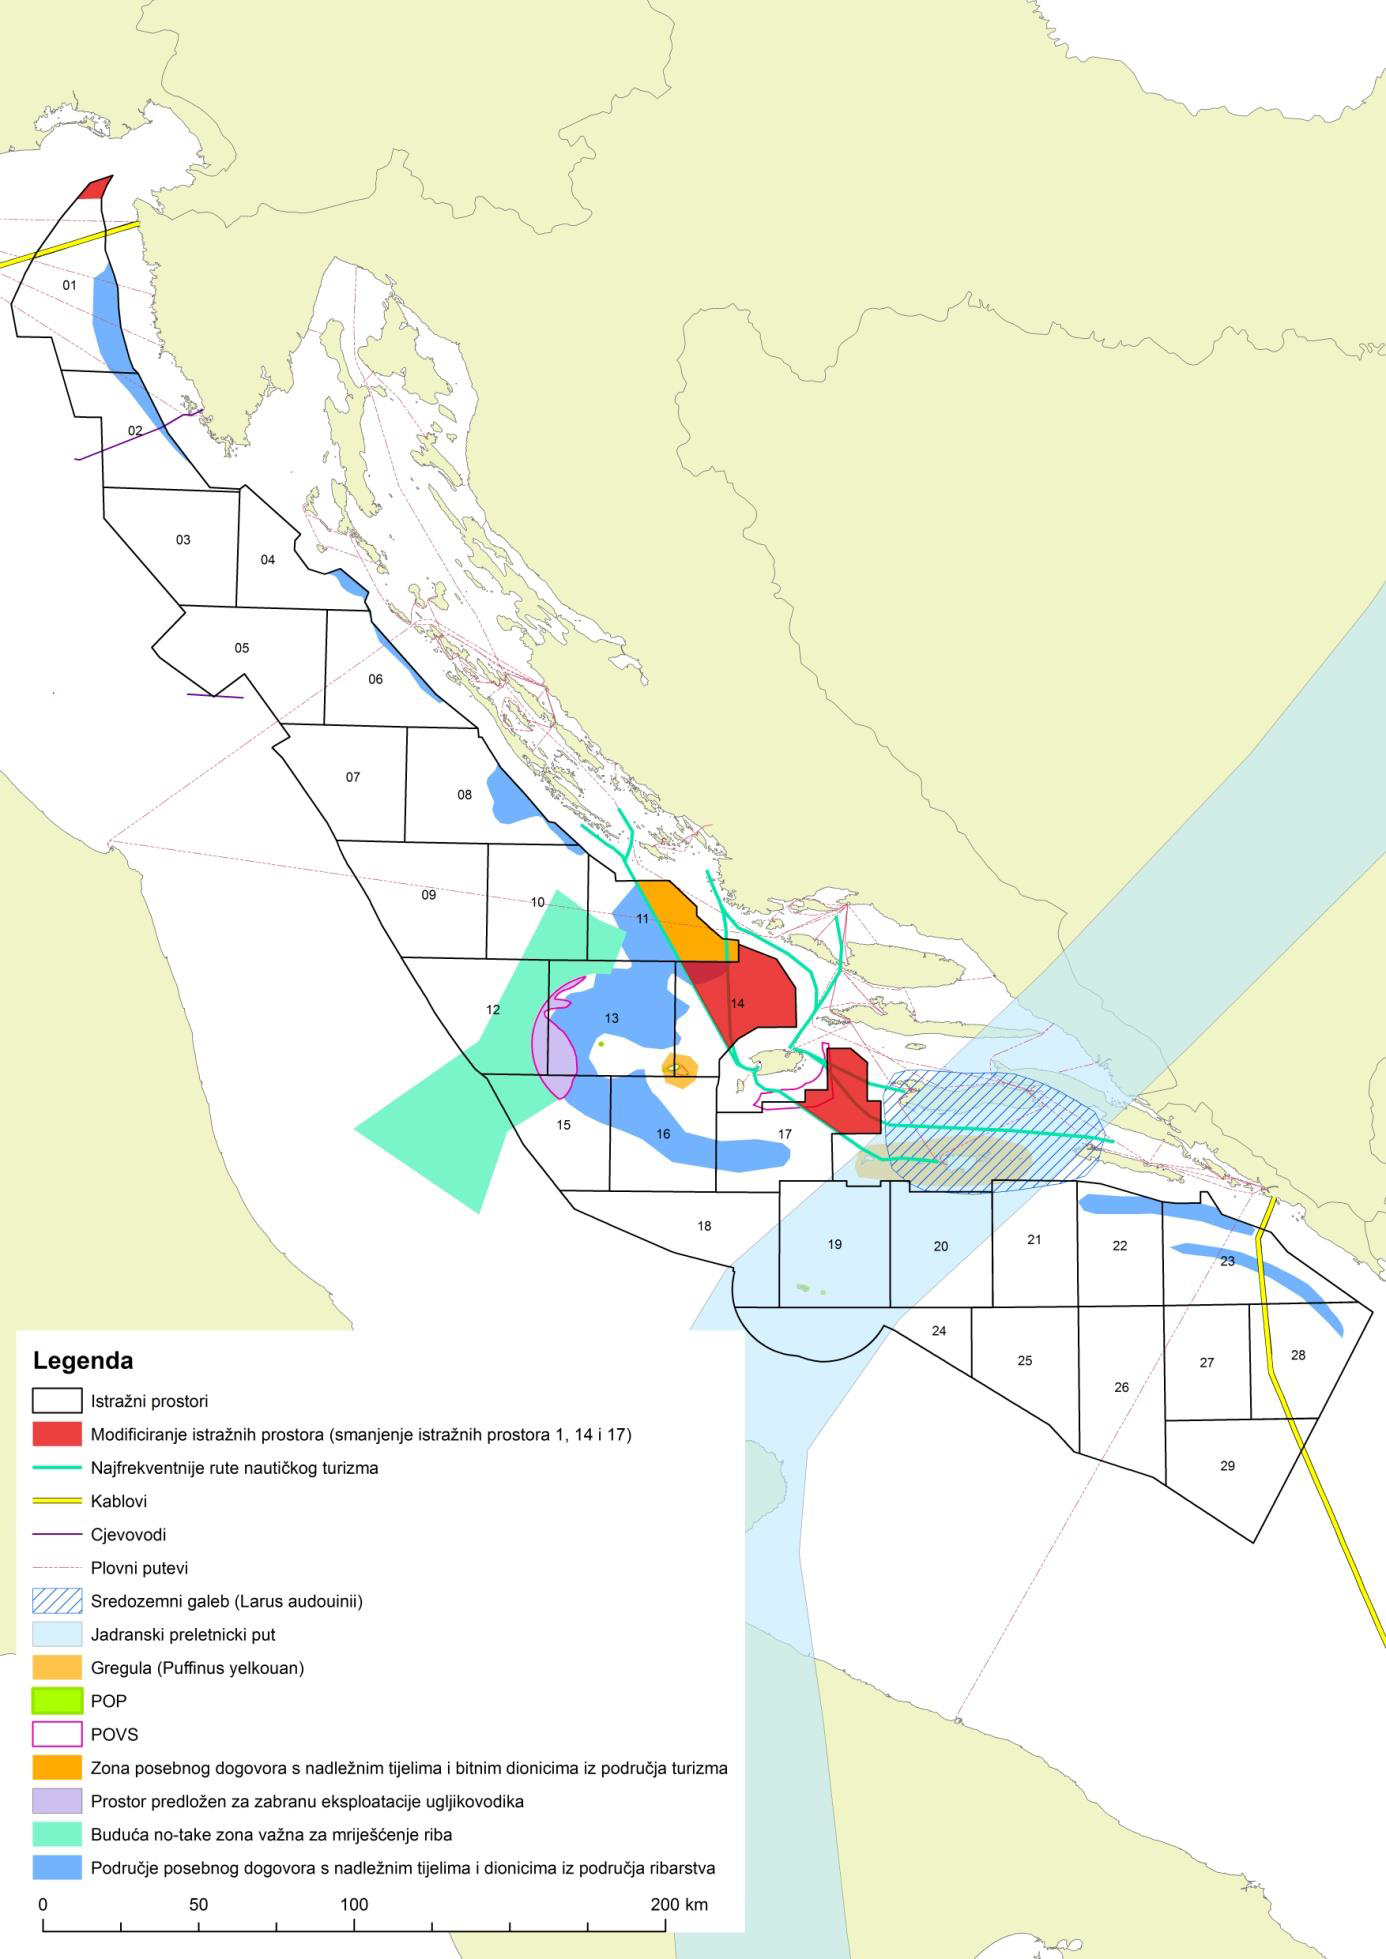 01
02
03
04
05
06
07
08
09
10
11
12
13
14
15
16
17
18
19
20
21
22
23
24
25
26
27
28
29
Legenda
Istražni prostori
Modificiranje istražnih prostora (smanjenje istražnih prostora 1, 14 i 17)
Najfrekventnije rute nautičkog turizma
Kablovi
Cjevovodi
Plovni putevi
Sredozemni galeb (Larus audouinii)
Jadranski preletnicki put
Gregula (Puffinus yelkouan)
POP
POVS
Zona posebnog dogovora s nadležnim tijelima i bitnim dionicima iz područja turizma
Prostor predložen za zabranu eksploatacije ugljikovodika
Buduća no-take zona važna za mriješćenje riba
Područje posebnog dogovora s nadležnim tijelima i dionicima iz područja ribarstva
0 50 100 200 km